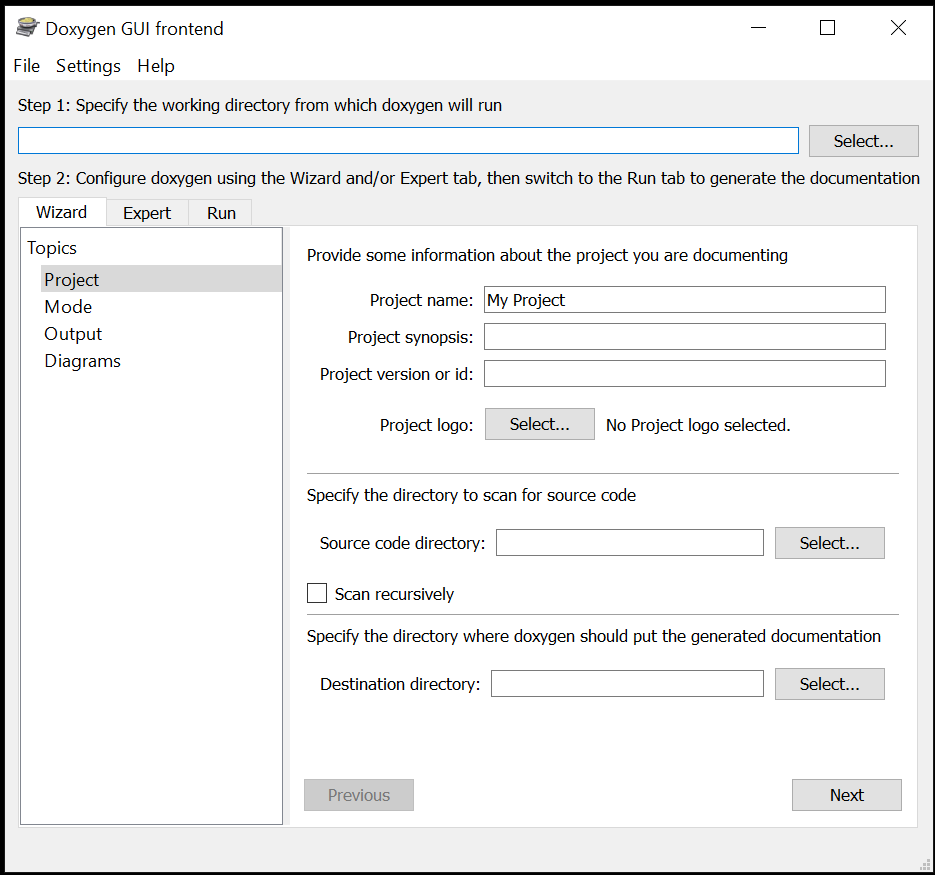 Doxygen GUI frontend
File Settings Help
Step 1: Specify the working directory from which doxygen will run
Select...
Step 2: Configure doxygen using the Wizard and/or Expert tab, then switch to the Run tab to generate the documentation
Wizard Expert Run
Topics
Project
Mode
Output
Diagrams
Provide some information about the project you are documenting
Project name: My Project
Project synopsis:
Project version or id:
Project logo: Select... No Project logo selected.
Specify the directory to scan for source code
Source code directory: Select...
Scan recursively
Specify the directory where doxygen should put the generated documentation
Destination directory: Select...
Previous Next